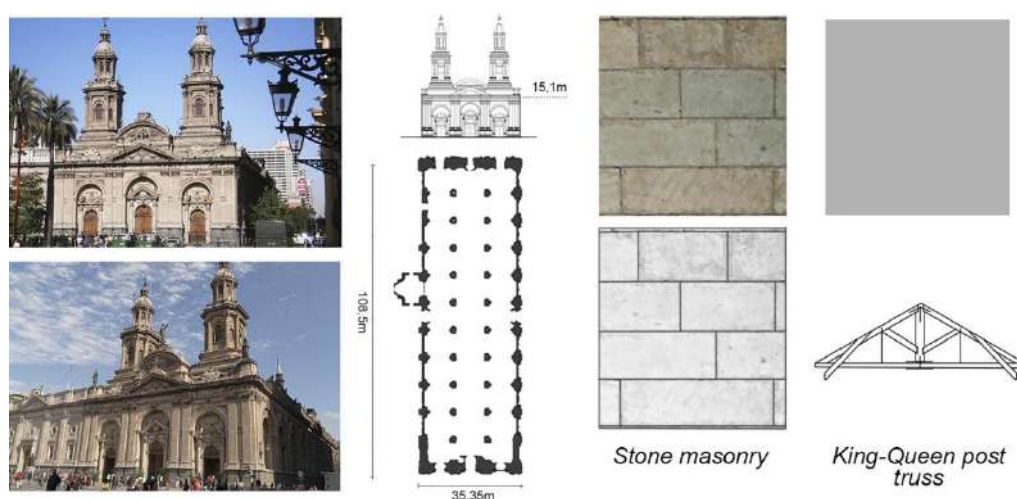 15,1m
108,5m
35,35m
Stone masonry
King-Queen post
truss